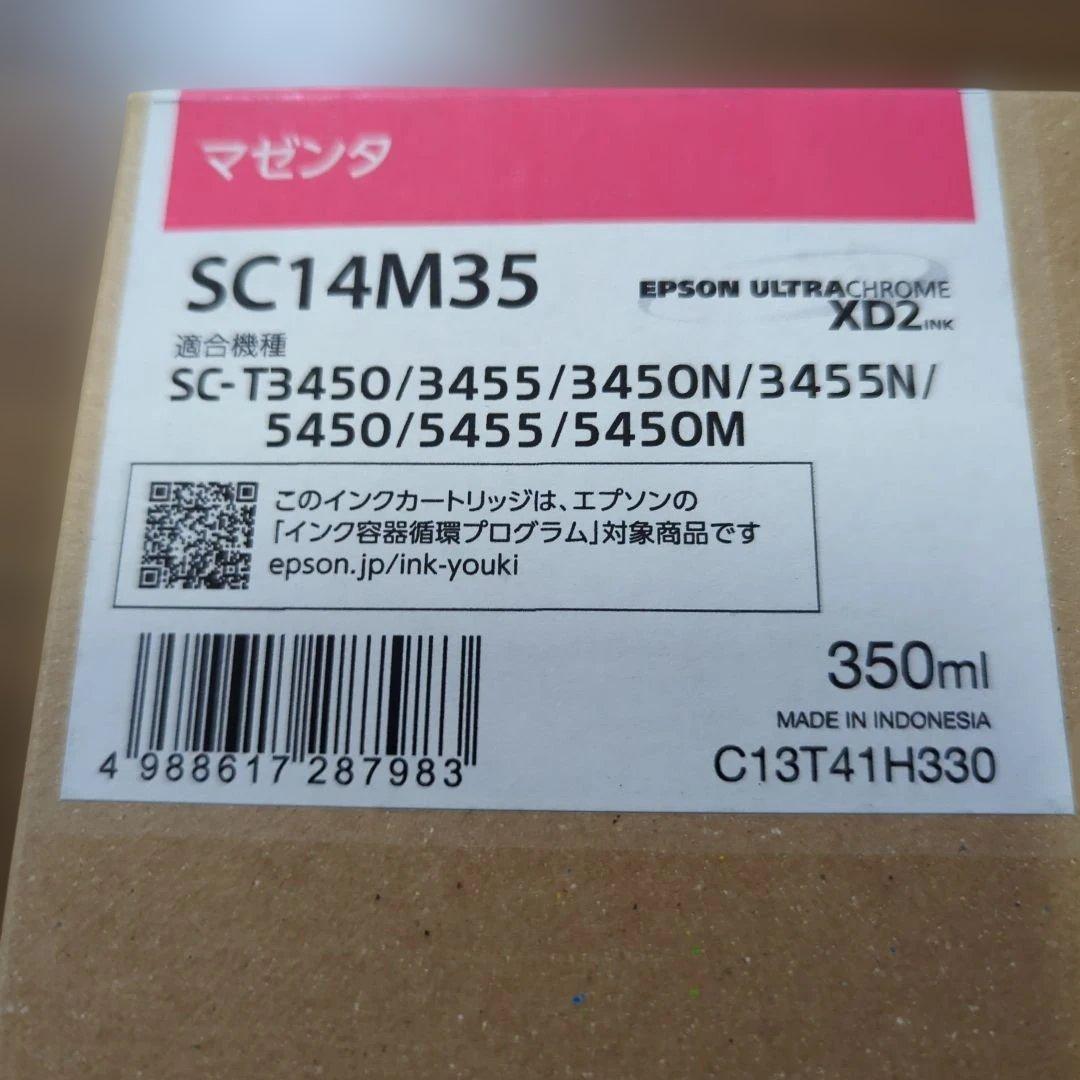 マゼンタ
SC14M35
EPSON ULTRACHROME
XD2 INK
適合機種
SC-T3450/3455/3450N/3455N/
5450/5455/5450M
このインクカートリッジは、エプソンの
「インク容器循環プログラム」対象商品です
epson.jp/ink-youki
350ml
MADE IN INDONESIA
C13T41H330
4 988617 287983